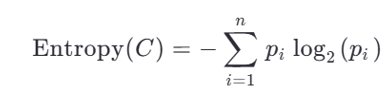 Entropy(C) = − ∑_{i=1}^{n} p_i log_2 (p_i)